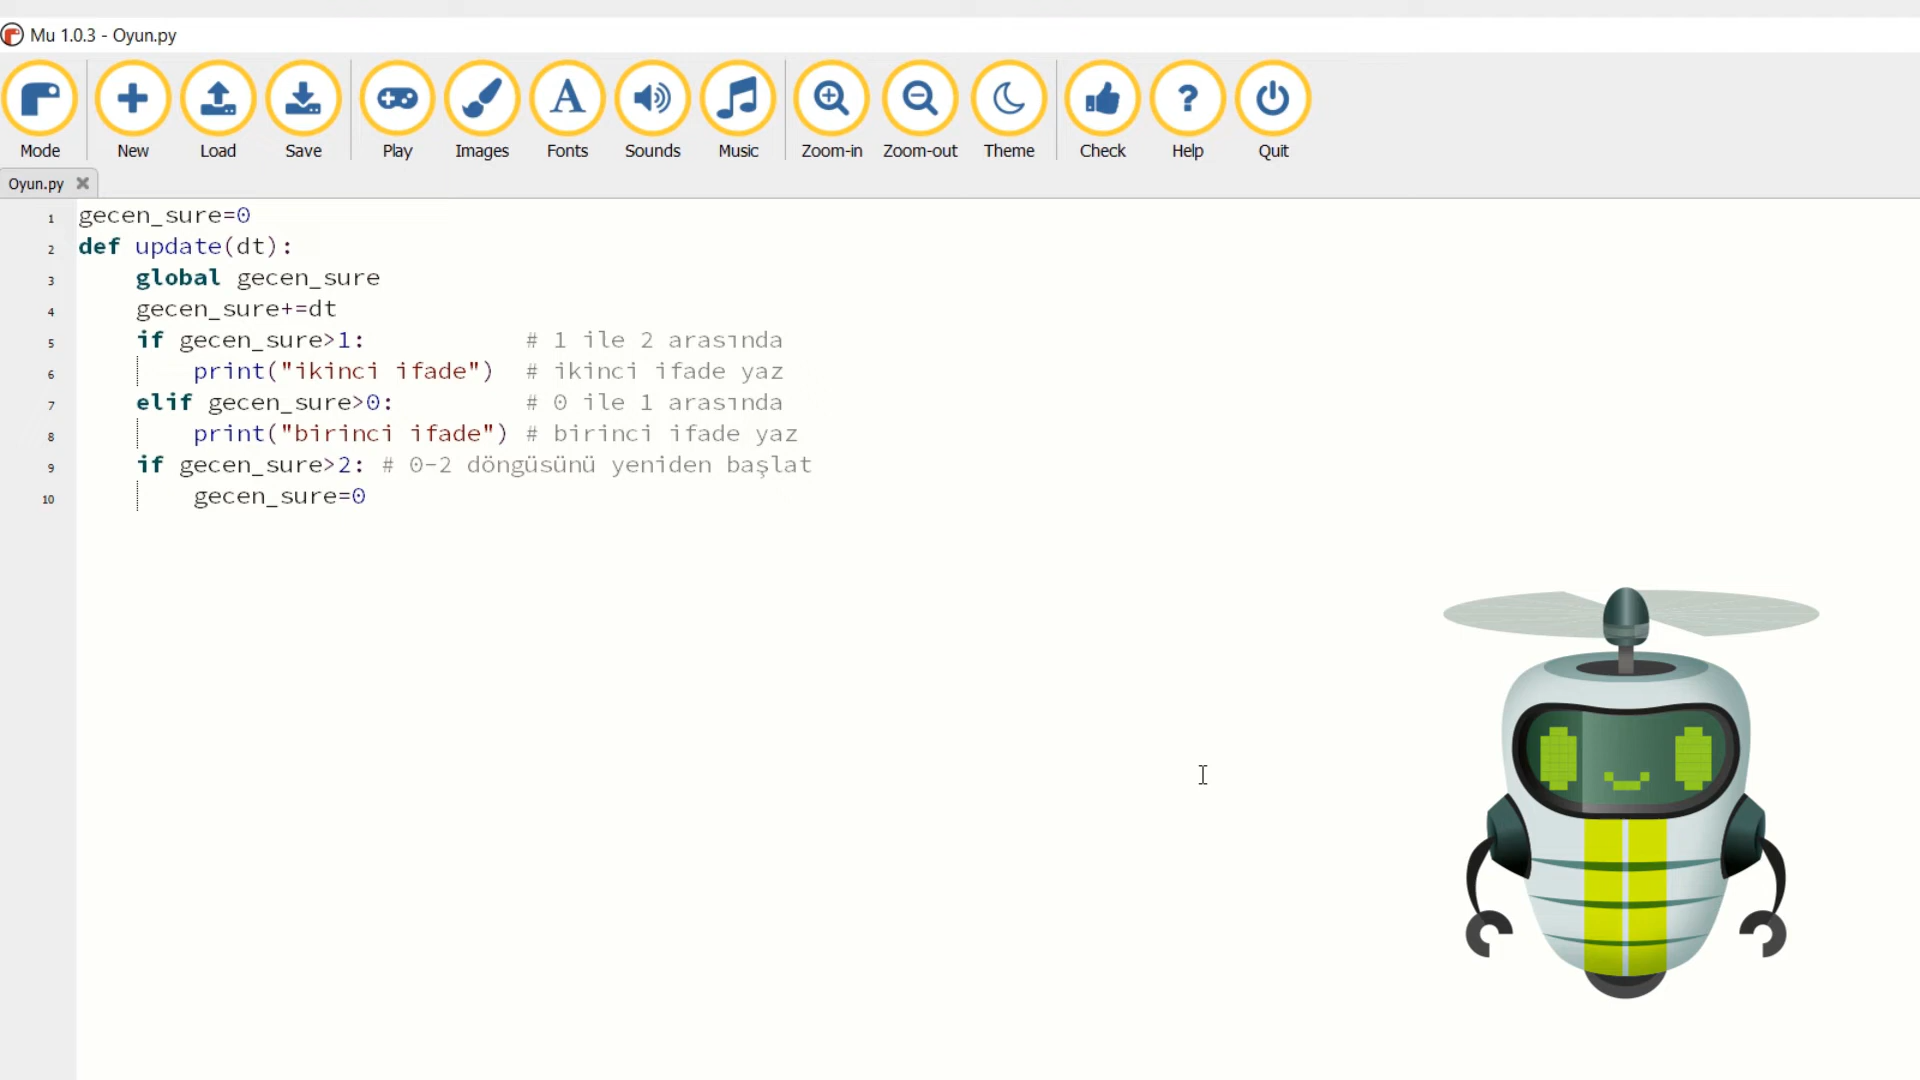 Mu 1.0.3 - Oyun.py
Mode New Load Save Play Images Fonts Sounds Music Zoom-in Zoom-out Theme Check Help Quit
Oyun.py
1 gecen_sure=0
2 def update(dt):
3 global gecen_sure
4 gecen_sure+=dt
5 if gecen_sure>1: # 1 ile 2 arasında
6 print("ikinci ifade") # ikinci ifade yaz
7 elif gecen_sure>0: # 0 ile 1 arasında
8 print("birinci ifade") # birinci ifade yaz
9 if gecen_sure>2: # 0-2 döngüsünü yeniden başlat
10 gecen_sure=0